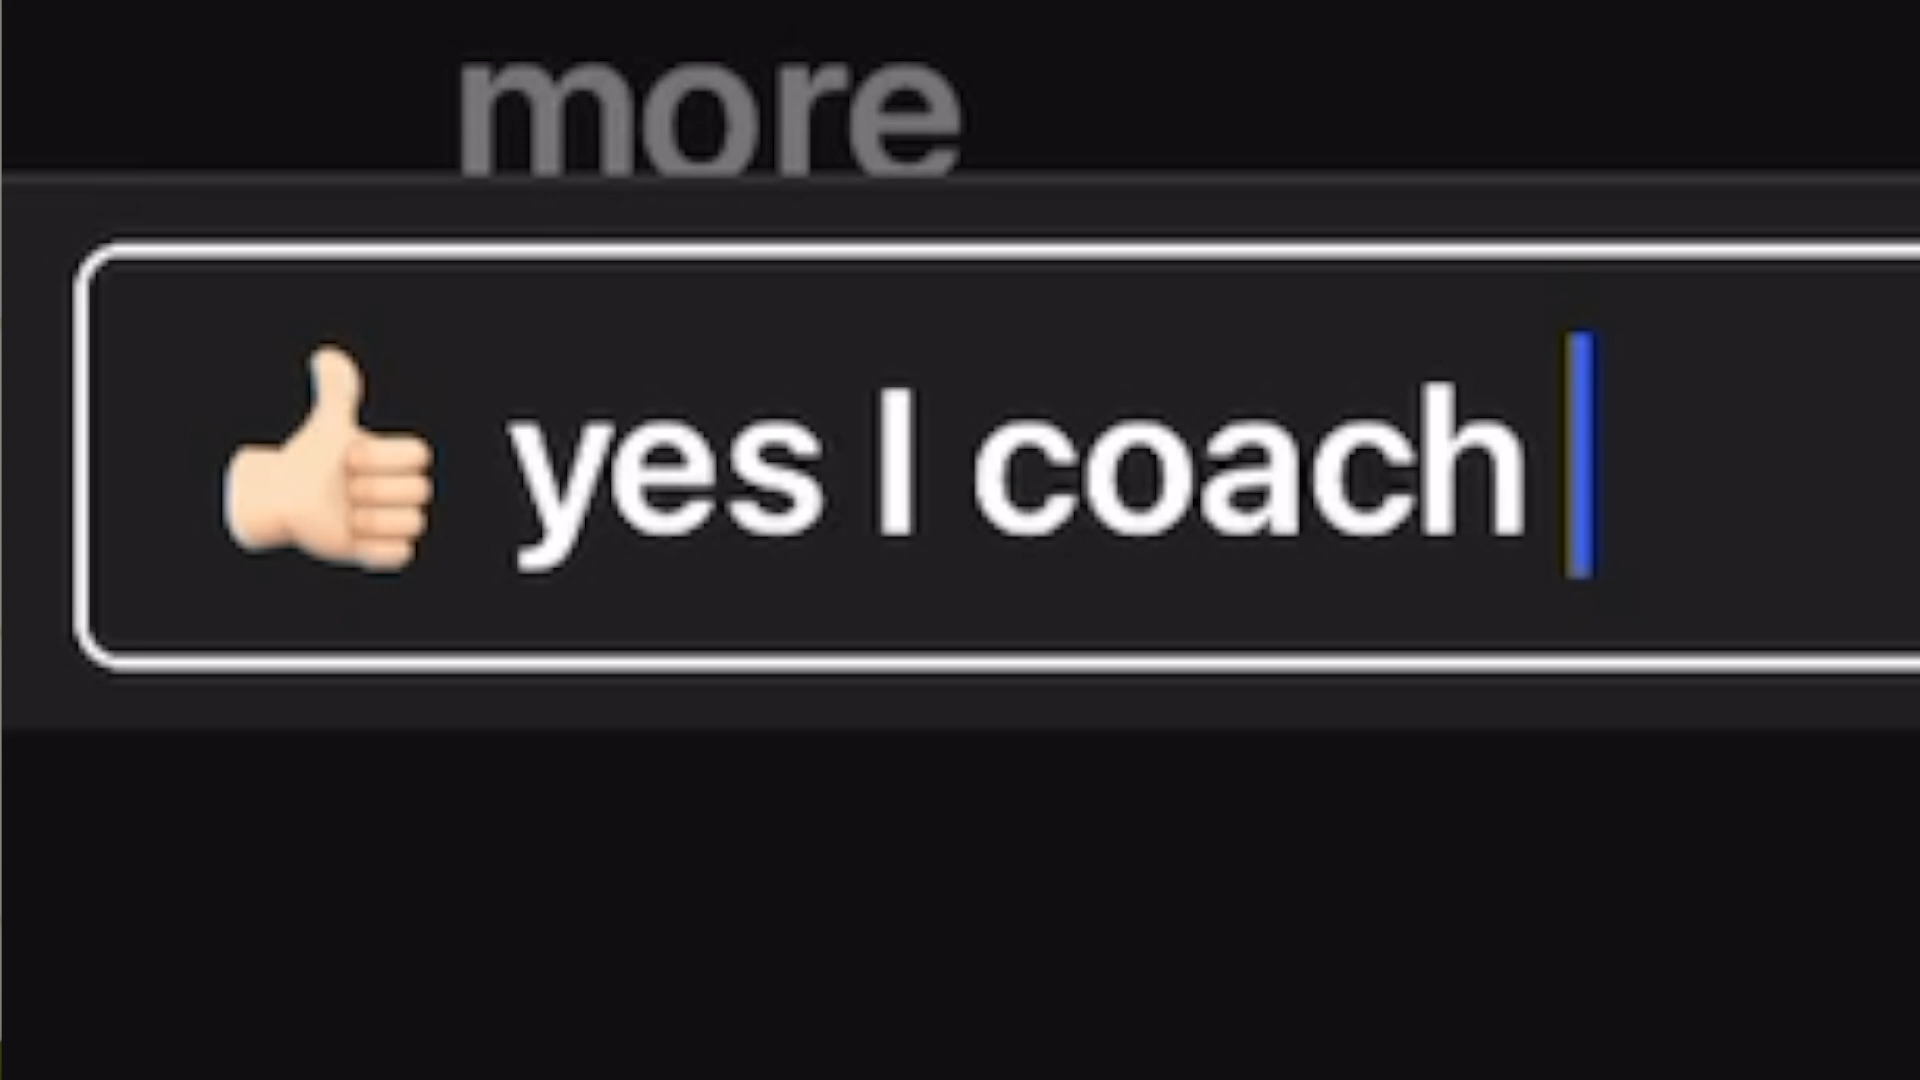 more
👍🏻 yes I coach